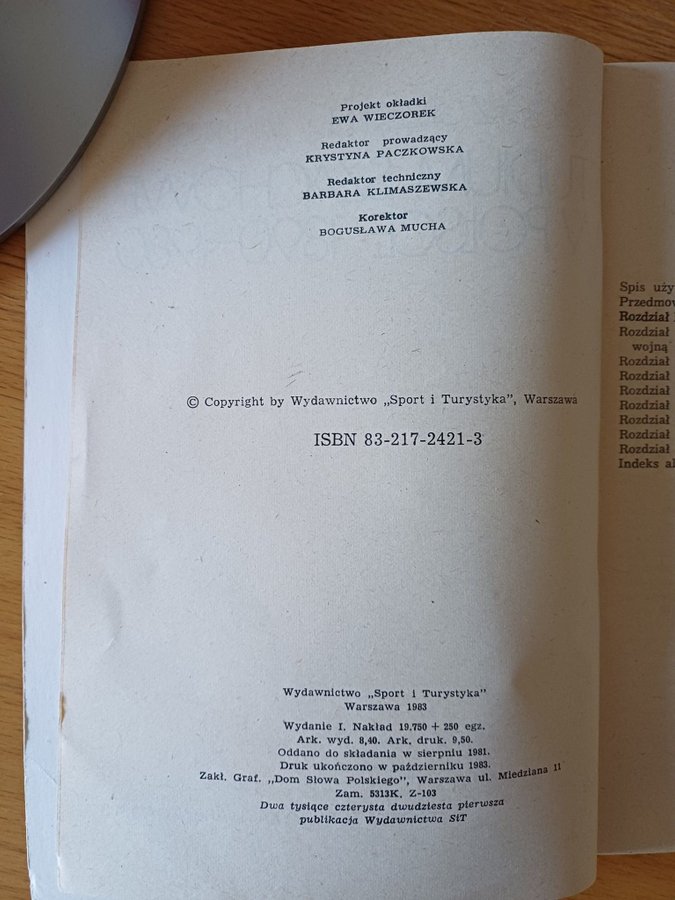 Projekt okładki
EWA WIECZOREK
Redaktor prowadzący
KRYSTYNA PACZKOWSKA
Redaktor techniczny
BARBARA KLIMASZEWSKA
Korektor
BOGUSŁAWA MUCHA
© Copyright by Wydawnictwo „Sport i Turystyka”, Warszawa
ISBN 83-217-2421-3
Wydawnictwo „Sport i Turystyka”
Warszawa 1983
Wydanie I. Nakład 19.750 + 250 egz.
Ark. wyd. 8,40. Ark. druk. 9,50.
Oddano do składania w sierpniu 1981.
Druk ukończono w październiku 1983.
Zakł. Graf. „Dom Słowa Polskiego”, Warszawa ul. Miedziana 11
Zam. 5313K. Z-103
Dwa tysiące czterysta dwudziesta pierwsza
publikacja Wydawnictwa SiT
Spis uży
Przedmow
Rozdział
Rozdział
wojną
Rozdział
Rozdział
Rozdział
Rozdział
Rozdział
Rozdział
Rozdział
Indeks al